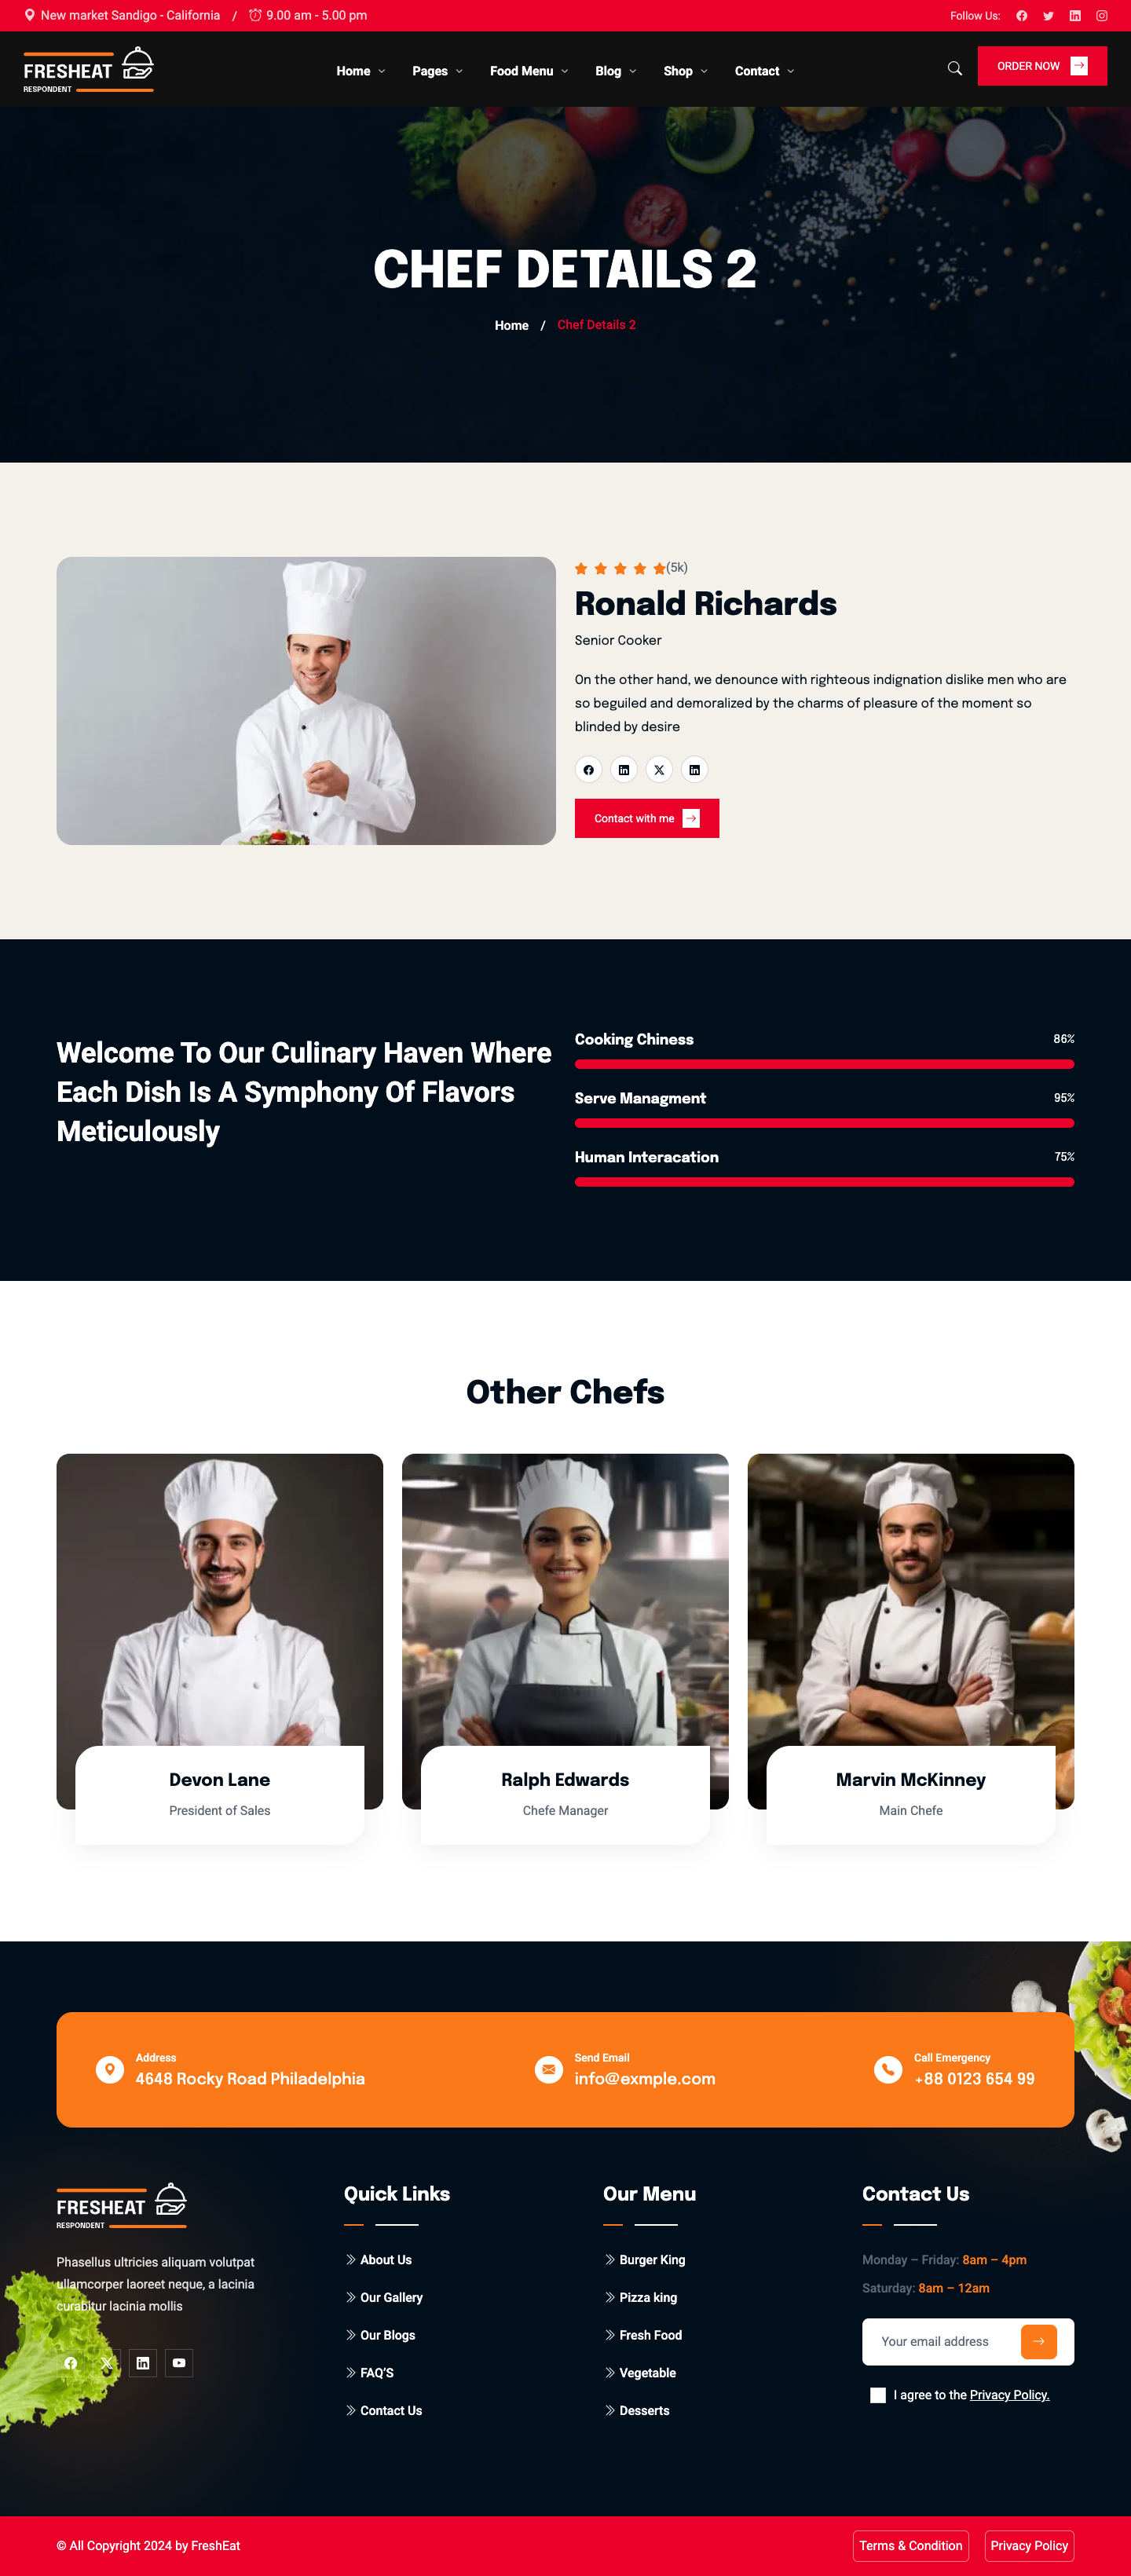 New market Sandigo - California / 9.00 am - 5.00 pm
Follow Us:
FRESHEAT
RESPONDENT
Home
Pages
Food Menu
Blog
Shop
Contact
ORDER NOW
CHEF DETAILS 2
Home / Chef Details 2
(5k)
Ronald Richards
Senior Cooker
On the other hand, we denounce with righteous indignation dislike men who are
so beguiled and demoralized by the charms of pleasure of the moment so
blinded by desire
Contact with me
Welcome To Our Culinary Haven Where
Each Dish Is A Symphony Of Flavors
Meticulously
Cooking Chiness 86%
Serve Managment 95%
Human Interacation 75%
Other Chefs
Devon Lane
President of Sales
Ralph Edwards
Chefe Manager
Marvin McKinney
Main Chefe
Address
4648 Rocky Road Philadelphia
Send Email
info@exmple.com
Call Emergency
+88 0123 654 99
FRESHEAT
RESPONDENT
Phasellus ultricies aliquam volutpat
ullamcorper laoreet neque, a lacinia
curabitur lacinia mollis
Quick Links
About Us
Our Gallery
Our Blogs
FAQ'S
Contact Us
Our Menu
Burger King
Pizza king
Fresh Food
Vegetable
Desserts
Contact Us
Monday – Friday: 8am – 4pm
Saturday: 8am – 12am
Your email address
I agree to the Privacy Policy.
© All Copyright 2024 by FreshEat
Terms & Condition
Privacy Policy